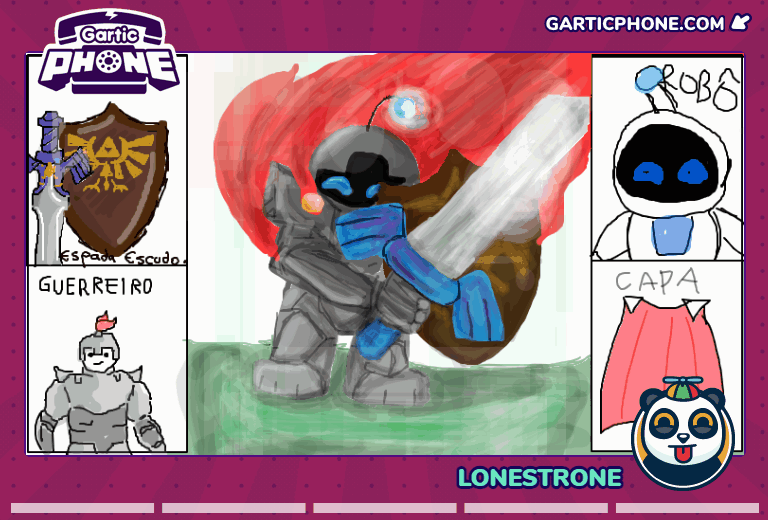 Gartic
PHONE
GARTICPHONE.COM
Espada Escudo.
GUERREIRO
ROBÔ
CAPA
LONESTRONE